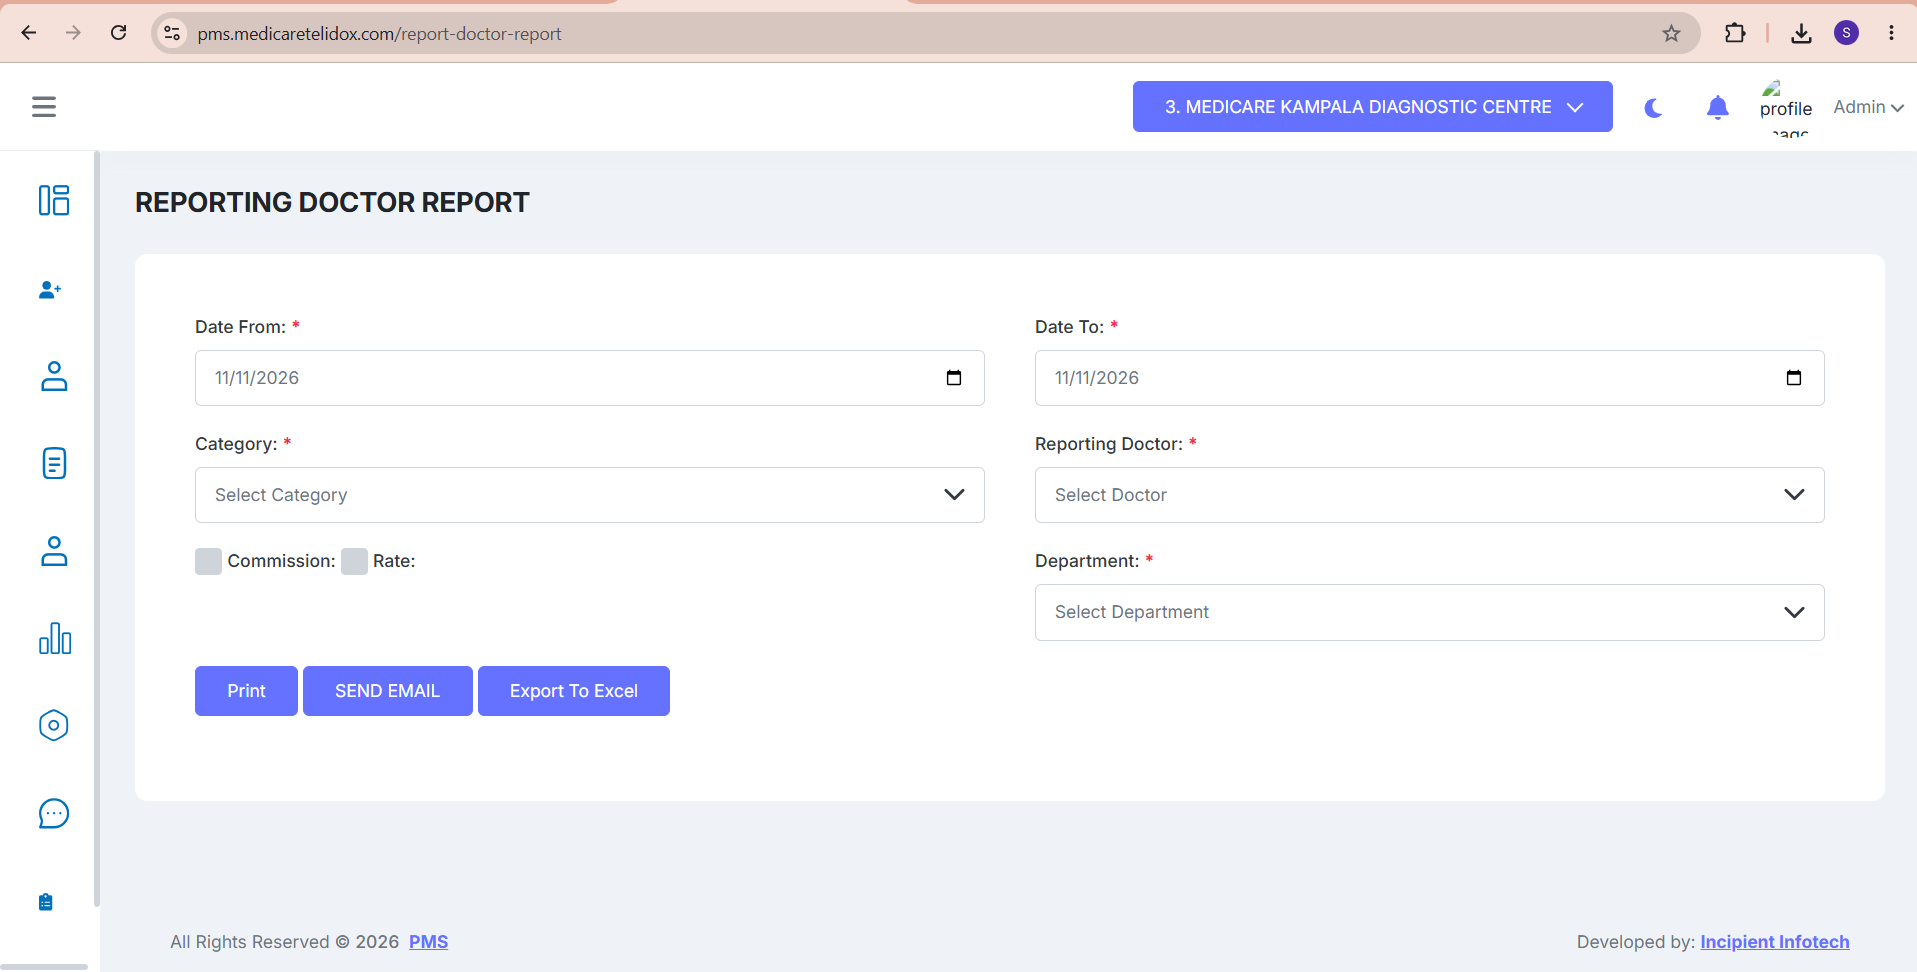 pms.medicaretelidox.com/report-doctor-report
S
3. MEDICARE KAMPALA DIAGNOSTIC CENTRE
profile
Admin
REPORTING DOCTOR REPORT
Date From: *
Date To: *
11/11/2026
11/11/2026
Category: *
Reporting Doctor: *
Select Category
Select Doctor
Commission: Rate:
Department: *
Select Department
Print
SEND EMAIL
Export To Excel
All Rights Reserved © 2026 PMS
Developed by: Incipient Infotech